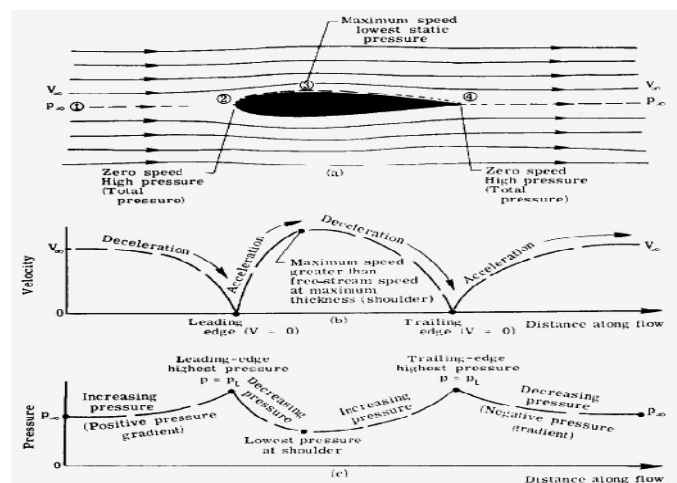 Maximum speed
lowest static
pressure
③
V∞
p∞ ①
②
④
V∞
p∞
Zero speed
High pressure
(Total
pressure)
(a)
Zero speed
High pressure
(Total
pressure)
Velocity
V∞
Deceleration
Acceleration
Deceleration
Acceleration
V∞
Maximum speed
greater than
free-stream speed
at maximum
thickness (shoulder)
0
Leading
edge (V = 0)
(b)
Trailing
edge (V = 0)
Distance along flow
Leading-edge
highest pressure
p = pt
Trailing-edge
highest pressure
p = pt
Pressure
p∞
Increasing
pressure
(Positive pressure
gradient)
Decreasing
pressure
Lowest pressure
at shoulder
Increasing
pressure
Decreasing
pressure
(Negative pressure
gradient)
p∞
0
(c)
Distance along flow